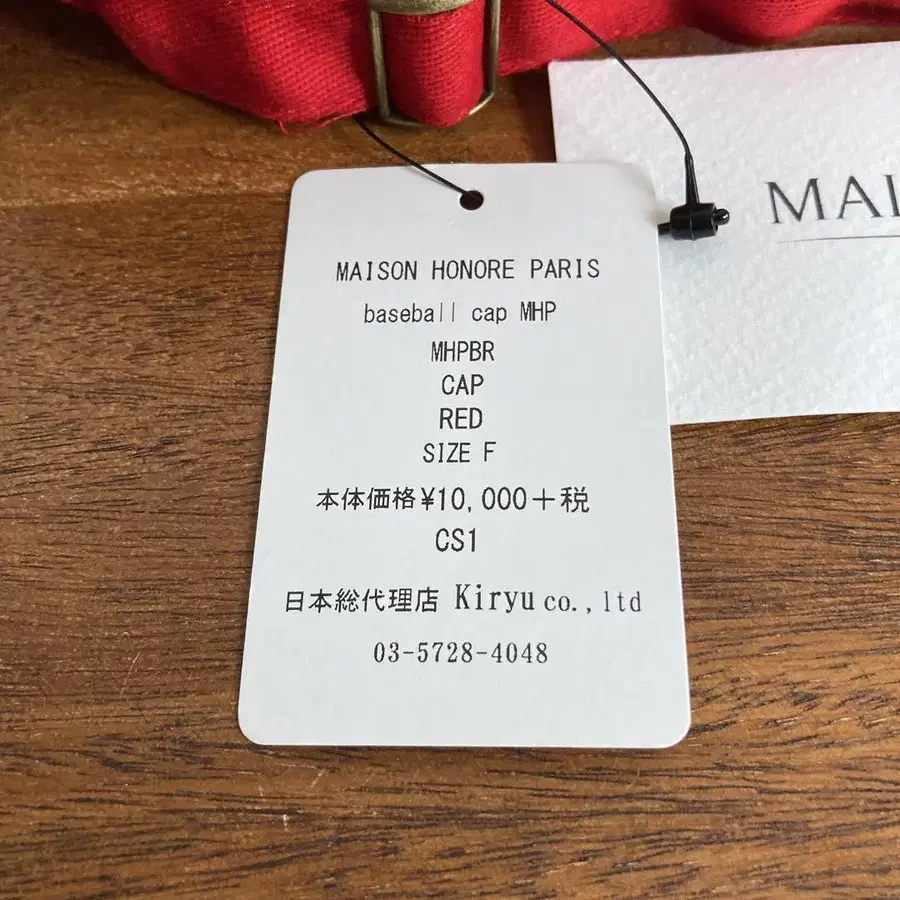 MAISON HONORE PARIS
baseball cap MHP
MHPBR
CAP
RED
SIZE F
本体価格¥10,000+税
CS1
日本総代理店 Kiryu co.,ltd
03-5728-4048